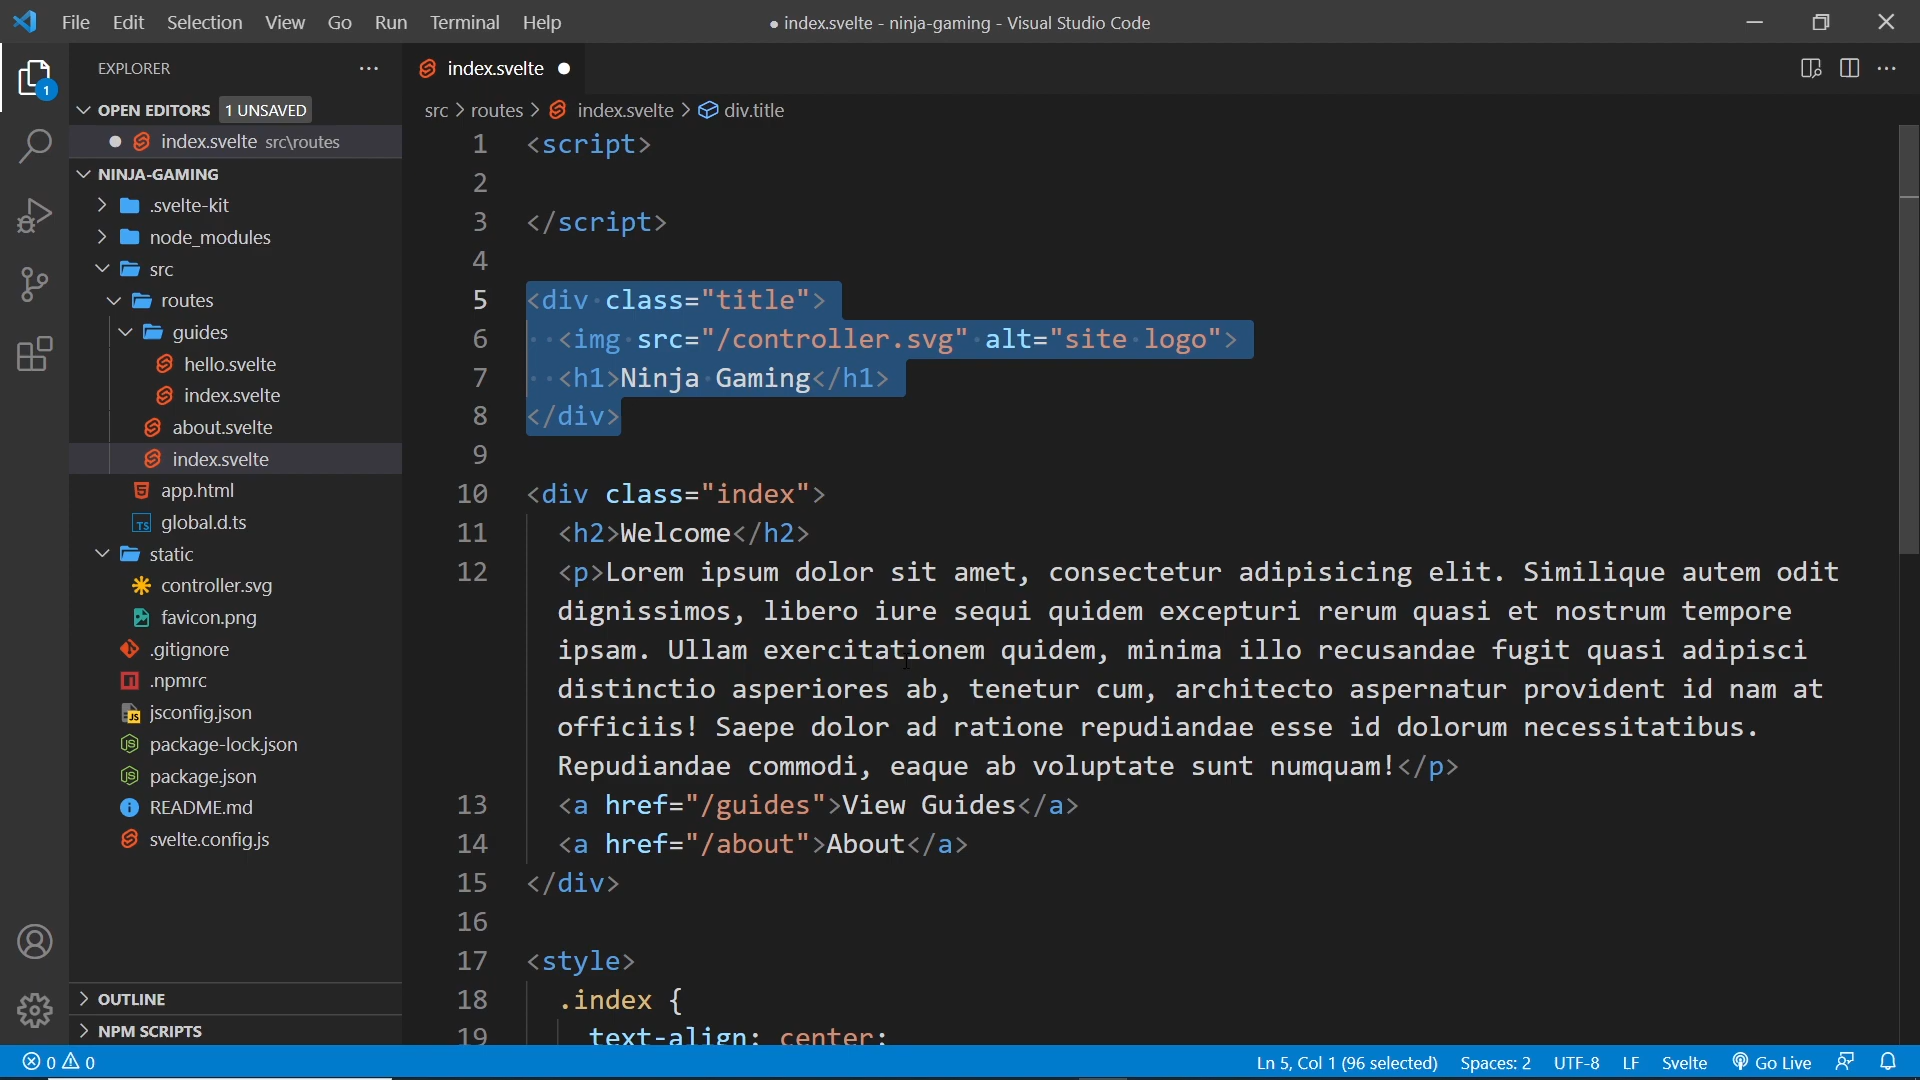 File Edit Selection View Go Run Terminal Help
● index.svelte - ninja-gaming - Visual Studio Code
EXPLORER
index.svelte
1
OPEN EDITORS 1 UNSAVED
src > routes > index.svelte > div.title
index.svelte src\routes
NINJA-GAMING
.svelte-kit
node_modules
src
routes
guides
hello.svelte
index.svelte
about.svelte
index.svelte
app.html
TS global.d.ts
static
controller.svg
favicon.png
.gitignore
.npmrc
JS jsconfig.json
package-lock.json
package.json
README.md
svelte.config.js
OUTLINE
NPM SCRIPTS
1 <script>
2
3 </script>
4
5 <div class="title">
6 <img src="/controller.svg" alt="site logo">
7 <h1>Ninja Gaming</h1>
8 </div>
9
10 <div class="index">
11 <h2>Welcome</h2>
12 <p>Lorem ipsum dolor sit amet, consectetur adipisicing elit. Similique autem odit
dignissimos, libero iure sequi quidem excepturi rerum quasi et nostrum tempore
ipsam. Ullam exercitationem quidem, minima illo recusandae fugit quasi adipisci
distinctio asperiores ab, tenetur cum, architecto aspernatur provident id nam at
officiis! Saepe dolor ad ratione repudiandae esse id dolorum necessitatibus.
Repudiandae commodi, eaque ab voluptate sunt numquam!</p>
13 <a href="/guides">View Guides</a>
14 <a href="/about">About</a>
15 </div>
16
17 <style>
18 .index {
19 text-align: center;
0 0
Ln 5, Col 1 (96 selected) Spaces: 2 UTF-8 LF Svelte Go Live